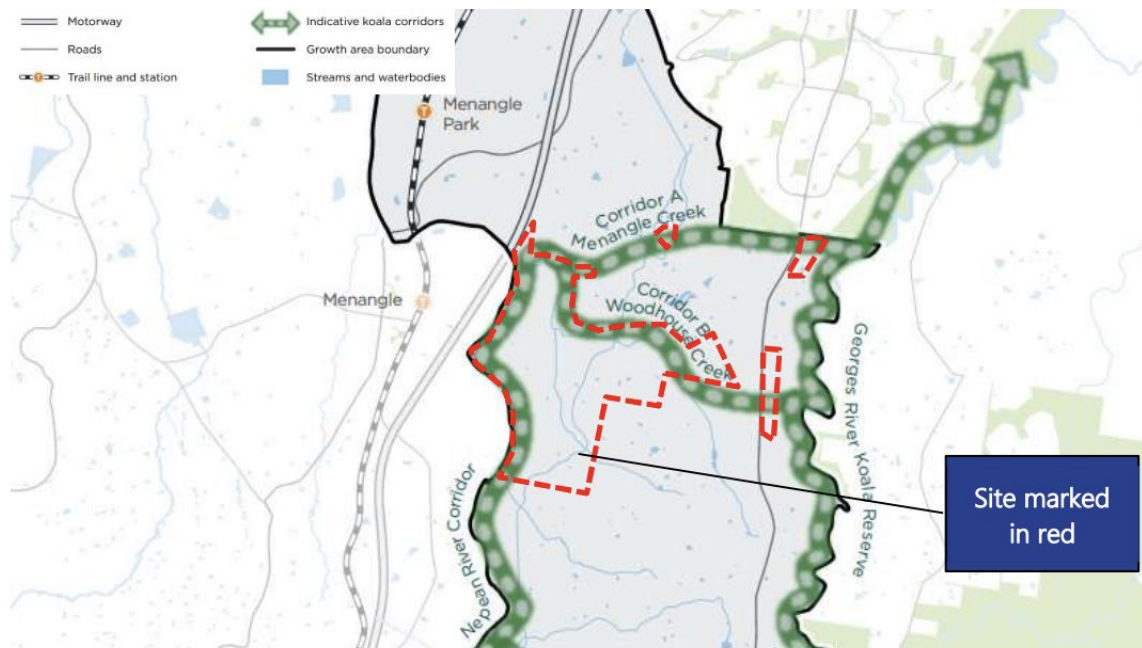 Motorway
Roads
Trail line and station
Indicative koala corridors
Growth area boundary
Streams and waterbodies
T
T
Menangle
Park
Corridor A
Menangle Creek
Menangle T
Corridor B
Woodhouse Creek
Georges River Koala Reserve
Nepean River Corridor
Site marked
in red